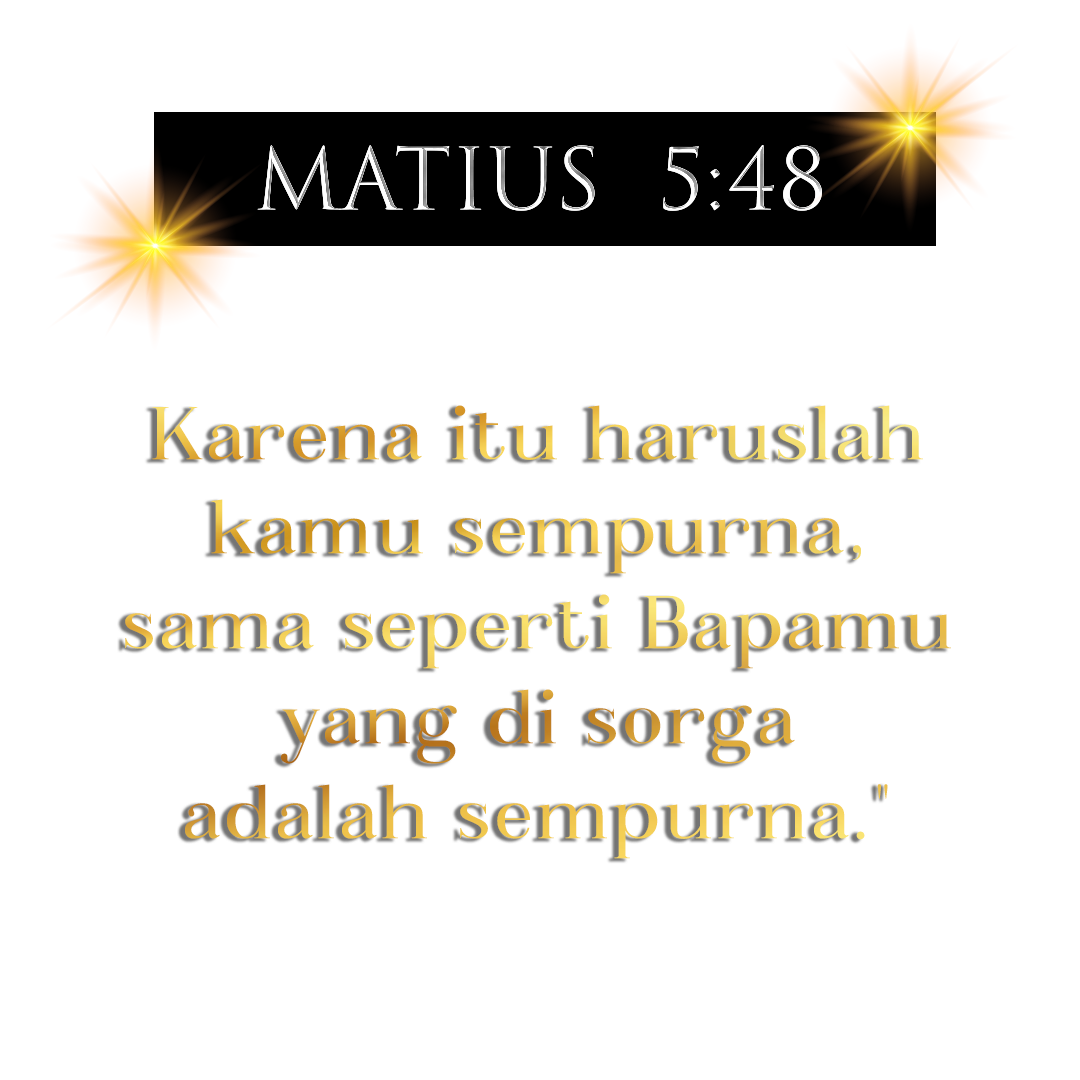 MATIUS 5:48
Karena itu haruslah
kamu sempurna,
sama seperti Bapamu
yang di sorga
adalah sempurna."